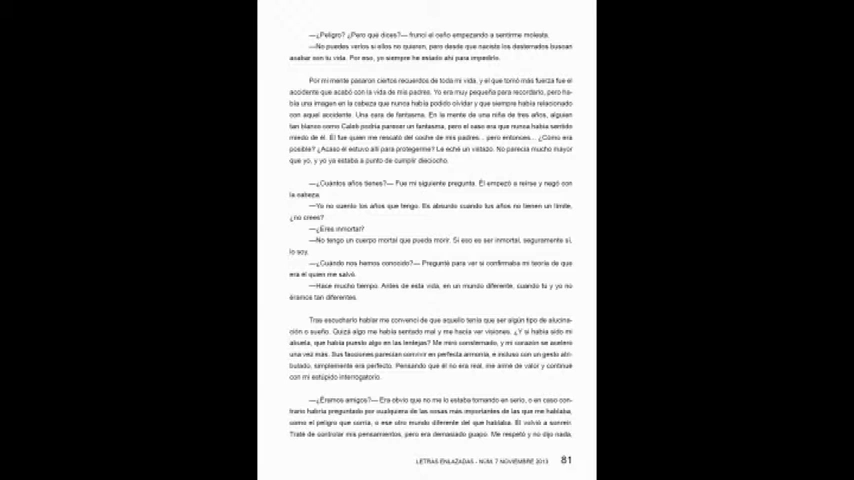 —¿Peligro? ¿Pero qué dices?— fruncí el ceño empezando a sentirme molesta.
—No puedes verlos si ellos no quieren, pero desde que naciste los desterrados buscan
acabar con tu vida. Por eso, yo siempre he estado ahí para impedirlo.
Por mi mente pasaron ciertos recuerdos de toda mi vida, y el que tomó más fuerza fue el
accidente que acabó con la vida de mis padres. Yo era muy pequeña para recordarlo, pero ha-
bía una imagen en la cabeza que nunca había podido olvidar y que siempre había relacionado
con aquel accidente. Una cara de fantasma. En la mente de una niña de tres años, alguien
tan blanco como Caleb podría parecer un fantasma, pero el caso era que nunca había sentido
miedo de él. Él fue quien me rescató del coche de mis padres... pero entonces... ¿Cómo era
posible? ¿Acaso él estuvo allí para protegerme? Le eché un vistazo. No parecía mucho mayor
que yo, y yo ya estaba a punto de cumplir dieciocho.
—¿Cuántos años tienes?— Fue mi siguiente pregunta. Él empezó a reírse y negó con
la cabeza.
—Ya no cuento los años que tengo. Es absurdo cuando tus años no tienen un límite,
¿no crees?
—¿Eres inmortal?
—No tengo un cuerpo mortal que pueda morir. Si eso es ser inmortal, seguramente sí,
lo soy.
—¿Cuándo nos hemos conocido?— Pregunté para ver si confirmaba mi teoría de que
era él quien me salvó.
—Hace mucho tiempo. Antes de esta vida, en un mundo diferente, cuando tú y yo no
éramos tan diferentes.
Tras escucharlo hablar me convencí de que aquello tenía que ser algún tipo de alucina-
ción o sueño. Quizá algo me había sentado mal y me hacía ver visiones. ¿Y si había sido mi
abuela, que había puesto algo en las lentejas? Me miró consternado, y mi corazón se aceleró
una vez más. Sus facciones parecían convivir en perfecta armonía, e incluso con un gesto atri-
bulado, simplemente era perfecto. Pensando que él no era real, me armé de valor y continué
con mi estúpido interrogatorio.
—¿Éramos amigos?— Era obvio que no me lo estaba tomando en serio, o en caso con-
trario habría preguntado por cualquiera de las cosas más importantes de las que me hablaba,
como el peligro que corría, o ese otro mundo diferente del que hablaba. Él volvió a sonreír.
Traté de controlar mis pensamientos, pero era demasiado guapo. Me respetó y no dijo nada,
LETRAS ENLAZADAS - NÚM. 7 NOVIEMBRE 2013 81